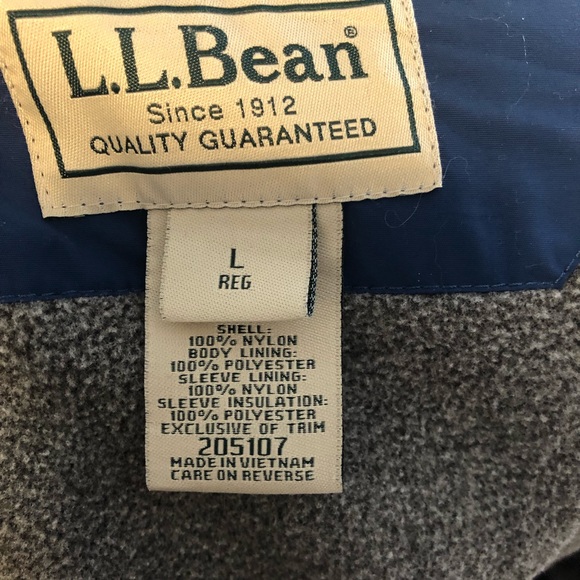 L.L.Bean®
Since 1912
QUALITY GUARANTEED
L
REG
SHELL:
100% NYLON
BODY LINING:
100% POLYESTER
SLEEVE LINING:
100% NYLON
SLEEVE INSULATION:
100% POLYESTER
EXCLUSIVE OF TRIM
205107
MADE IN VIETNAM
CARE ON REVERSE